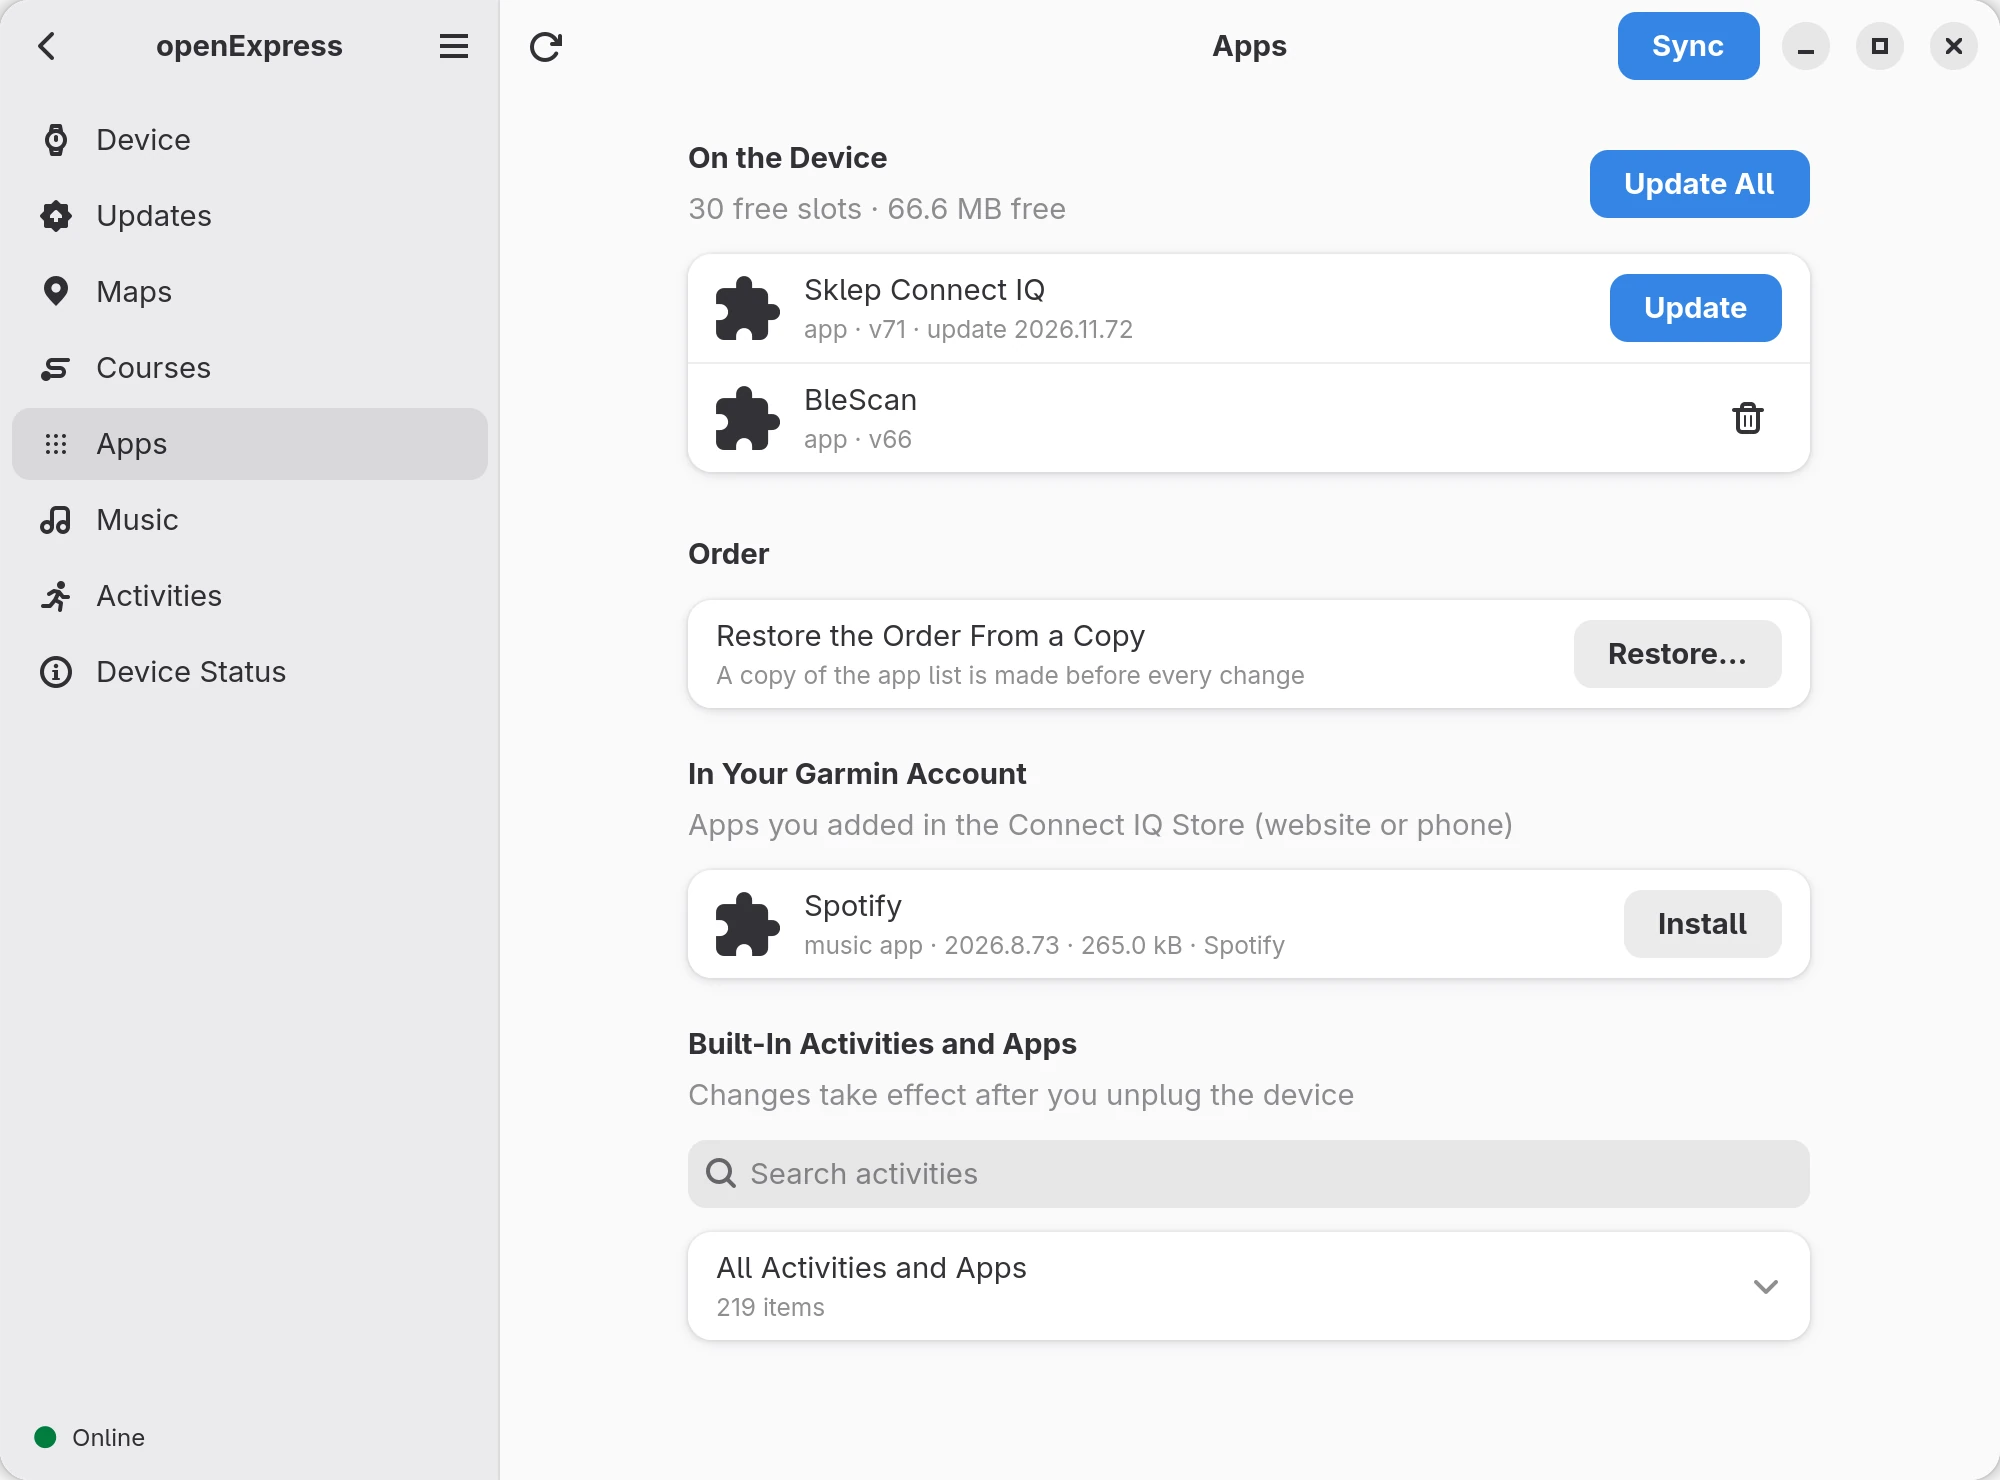 openExpress
Device
Updates
Maps
Courses
Apps
Music
Activities
Device Status
Online
Apps
Sync
On the Device
30 free slots · 66.6 MB free
Update All
Sklep Connect IQ
app · v71 · update 2026.11.72
Update
BleScan
app · v66
Order
Restore the Order From a Copy
A copy of the app list is made before every change
Restore...
In Your Garmin Account
Apps you added in the Connect IQ Store (website or phone)
Spotify
music app · 2026.8.73 · 265.0 kB · Spotify
Install
Built-In Activities and Apps
Changes take effect after you unplug the device
Search activities
All Activities and Apps
219 items